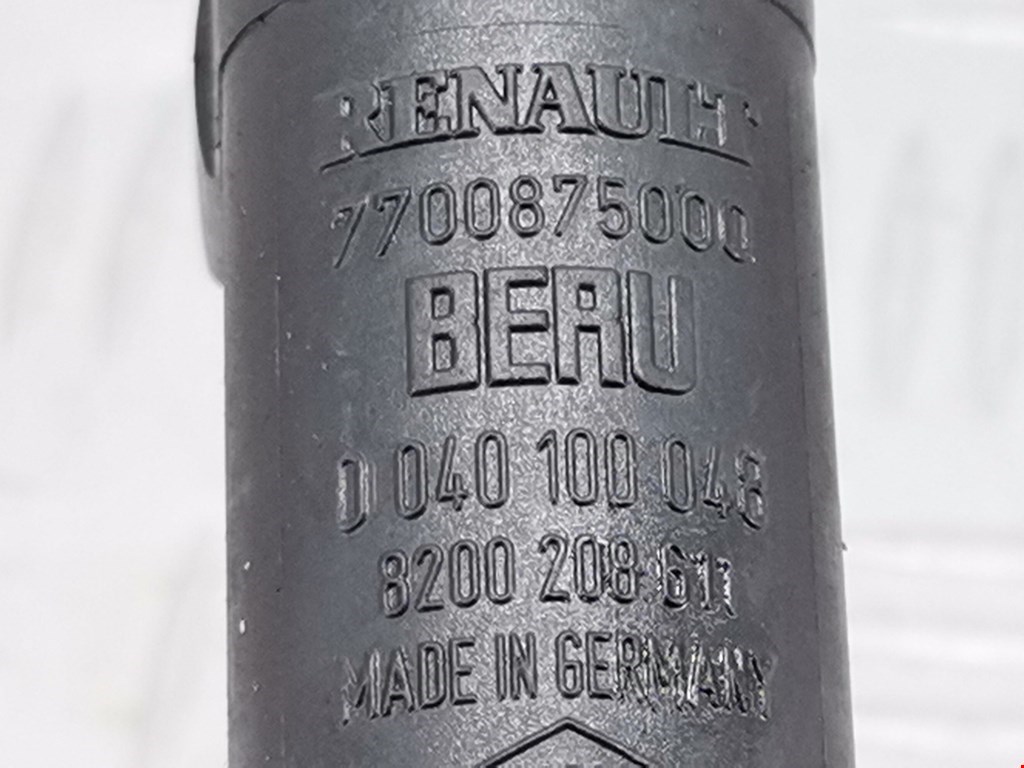 RENAULT
7700875000
BERU
0 040 100 048
8200 208 611
MADE IN GERMANY